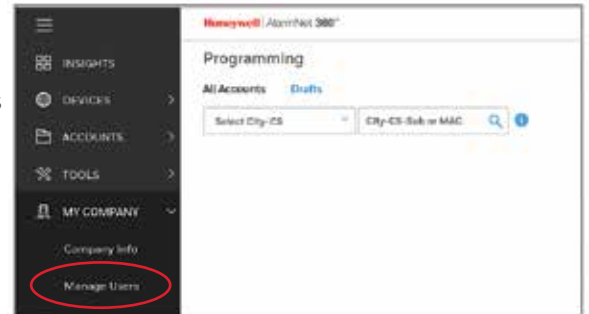 Honeywell | AlarmNet 360™
Programming
All Accounts Drafts
Select City-CS City-CS-Sub or MAC
INSIGHTS
DEVICES
ACCOUNTS
TOOLS
MY COMPANY
Company Info
Manage Users
s